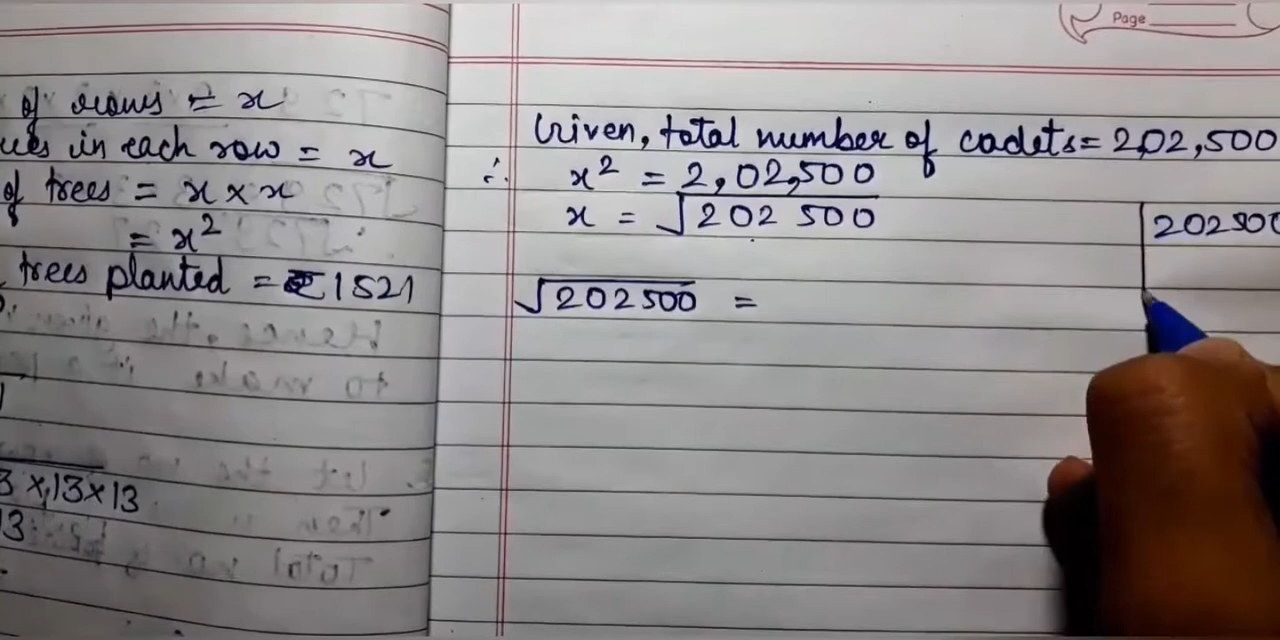 of rows = x
in each row = x
of trees = x × x
= x²
trees planted = 1521
3 × 13 × 13
13
Page
Given, total number of cadets = 202,500
∴ x² = 2,02,500
x = √202 500
202500
√202500 =